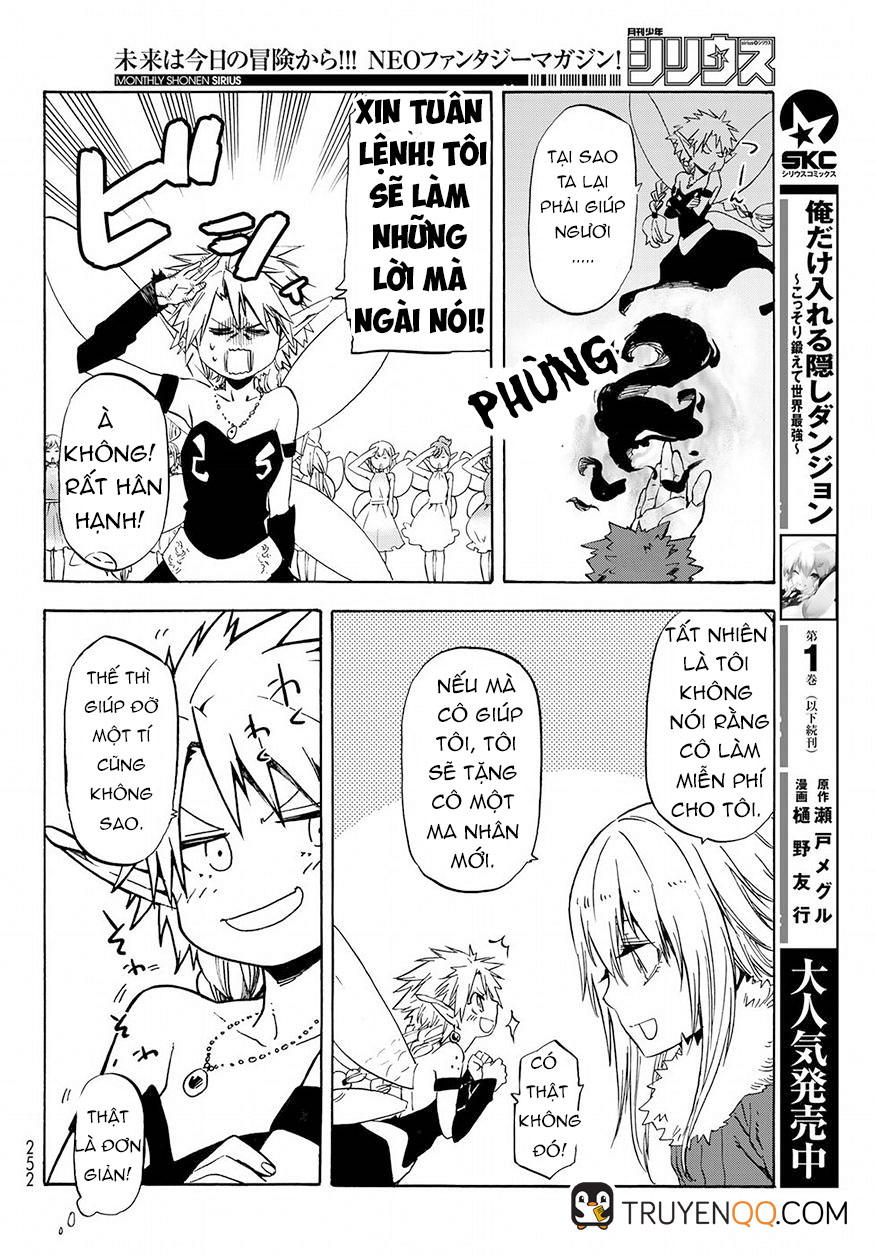 未来は今日の冒険から!!! NEOファンタジーマガジン!
MONTHLY SHONEN SIRIUS
月刊少年
シリウス
TẠI SAO
TA LẠI
PHẢI GIÚP
NGƯƠI
.....
PHỪNG
XIN TUÂN
LỆNH! TÔI
SẼ LÀM
NHỮNG
LỜI MÀ
NGÀI NÓI!
ビシッ
À
KHÔNG!
RẤT HÂN
HẠNH!
TẤT NHIÊN
LÀ TÔI
KHÔNG
NÓI RẰNG
CÔ LÀM
MIỄN PHÍ
CHO TÔI.
NẾU MÀ
CÔ GIÚP
TÔI, TÔI
SẼ TẶNG
CÔ MỘT
MA NHÂN
MỚI.
CÓ
THẬT
KHÔNG
ĐÓ!
THẾ THÌ
GIÚP ĐỠ
MỘT TÍ
CŨNG
KHÔNG
SAO.
THẬT
LÀ ĐƠN
GIẢN!
252
SKC
シリウスコミックス
俺だけ入れる隠しダンジョン
〜こっそり鍛えて世界最強〜
第1巻(以下続刊)
原作 瀬戸メグル
漫画 樋野友行
大人気発売中
TRUYENQQ.COM